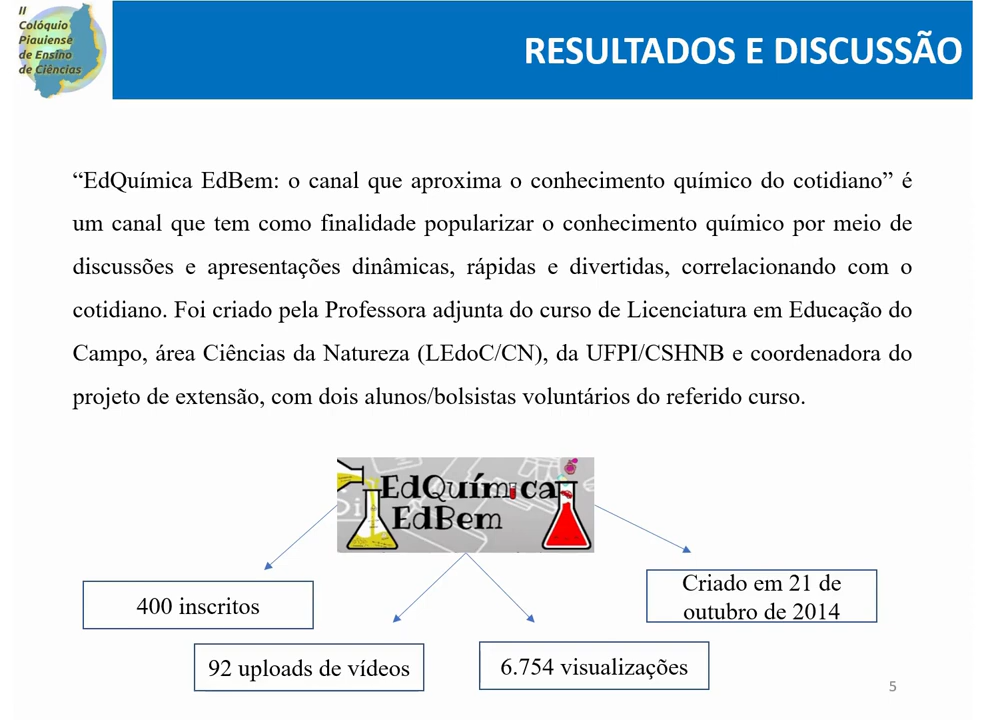 II
Colóquio
Piauiense
de Ensino
de Ciências
RESULTADOS E DISCUSSÃO
“EdQuímica EdBem: o canal que aproxima o conhecimento químico do cotidiano” é
um canal que tem como finalidade popularizar o conhecimento químico por meio de
discussões e apresentações dinâmicas, rápidas e divertidas, correlacionando com o
cotidiano. Foi criado pela Professora adjunta do curso de Licenciatura em Educação do
Campo, área Ciências da Natureza (LEdoC/CN), da UFPI/CSHNB e coordenadora do
projeto de extensão, com dois alunos/bolsistas voluntários do referido curso.
EdQuímica
EdBem
400 inscritos
92 uploads de vídeos
6.754 visualizações
Criado em 21 de
outubro de 2014
5